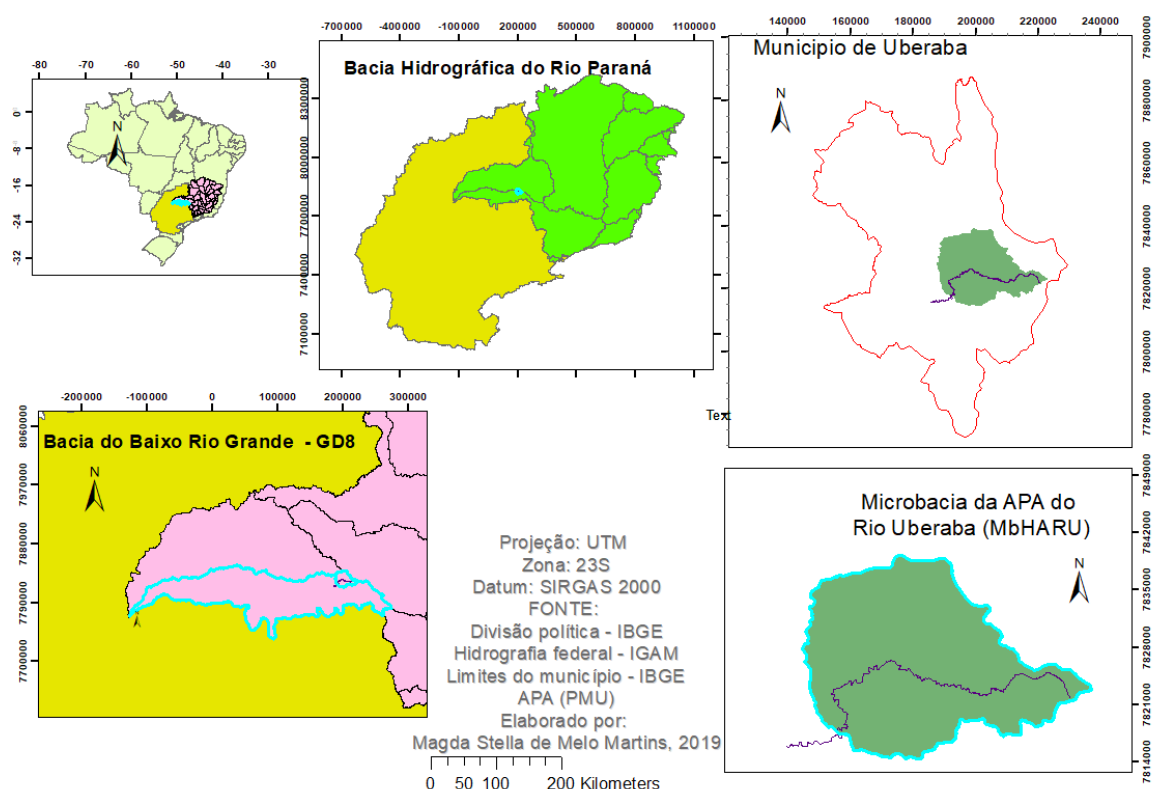 -80 -70 -60 -50 -40 -30
0
-8
-16
-24
-32
N
-700000 -400000 -100000 200000 500000 800000 1100000
Bacia Hidrográfica do Rio Paraná
8300000
8000000
7700000
7400000
7100000
140000 160000 180000 200000 220000 240000
Municipio de Uberaba
N
7900000
7880000
7860000
7840000
7820000
7800000
7780000
Text
-200000 -100000 0 100000 200000 300000
Bacia do Baixo Rio Grande - GD8
N
8060000
7970000
7880000
7790000
7700000
Projeção: UTM
Zona: 23S
Datum: SIRGAS 2000
FONTE:
Divisão política - IBGE
Hidrografia federal - IGAM
Limites do município - IBGE
APA (PMU)
Elaborado por:
Magda Stella de Melo Martins, 2019
0 50 100 200 Kilometers
Microbacia da APA do
Rio Uberaba (MbHARU)
N
7849000
7842000
7835000
7828000
7821000
7814000